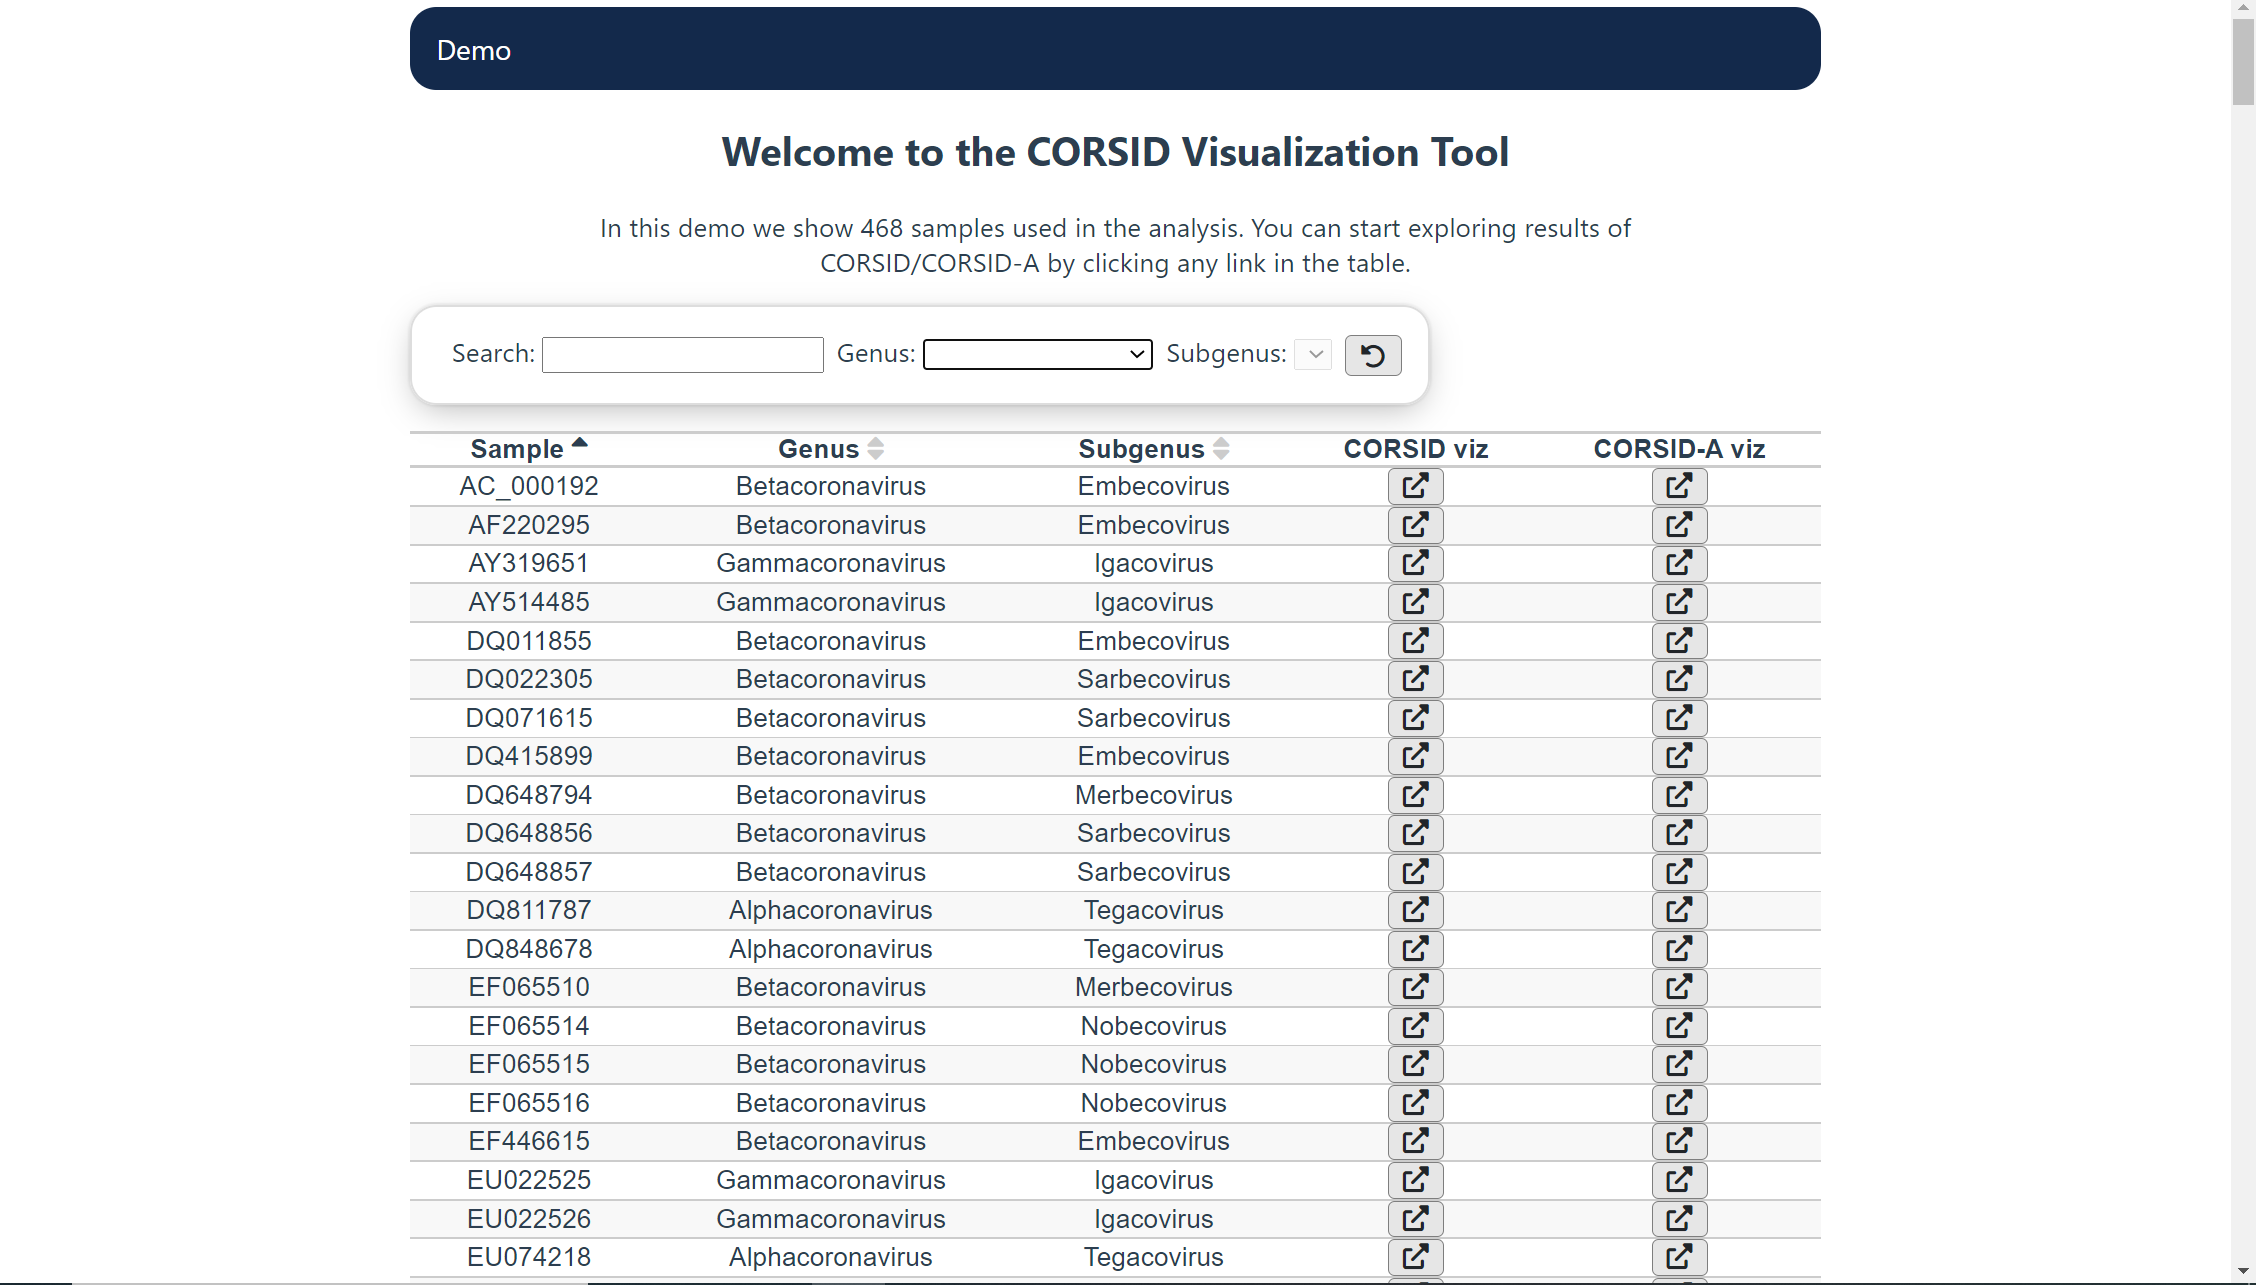 Demo
Welcome to the CORSID Visualization Tool
In this demo we show 468 samples used in the analysis. You can start exploring results of
CORSID/CORSID-A by clicking any link in the table.
Search: Genus: Subgenus:
Sample Genus Subgenus CORSID viz CORSID-A viz
AC_000192 Betacoronavirus Embecovirus
AF220295 Betacoronavirus Embecovirus
AY319651 Gammacoronavirus Igacovirus
AY514485 Gammacoronavirus Igacovirus
DQ011855 Betacoronavirus Embecovirus
DQ022305 Betacoronavirus Sarbecovirus
DQ071615 Betacoronavirus Sarbecovirus
DQ415899 Betacoronavirus Embecovirus
DQ648794 Betacoronavirus Merbecovirus
DQ648856 Betacoronavirus Sarbecovirus
DQ648857 Betacoronavirus Sarbecovirus
DQ811787 Alphacoronavirus Tegacovirus
DQ848678 Alphacoronavirus Tegacovirus
EF065510 Betacoronavirus Merbecovirus
EF065514 Betacoronavirus Nobecovirus
EF065515 Betacoronavirus Nobecovirus
EF065516 Betacoronavirus Nobecovirus
EF446615 Betacoronavirus Embecovirus
EU022525 Gammacoronavirus Igacovirus
EU022526 Gammacoronavirus Igacovirus
EU074218 Alphacoronavirus Tegacovirus